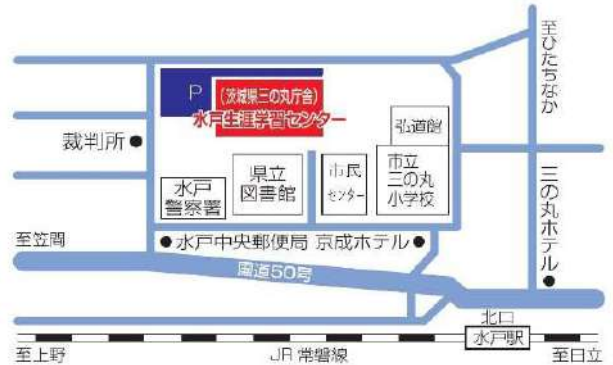 至ひたちなか
P
（茨城県三の丸庁舎）
水戸生涯学習センター
弘道館
裁判所
水戸
警察署
県立
図書館
市民
センター
市立
三の丸
小学校
三の丸ホテル
至笠間
水戸中央郵便局 京成ホテル
国道50号
北口
水戸駅
至上野
JR常磐線
至日立